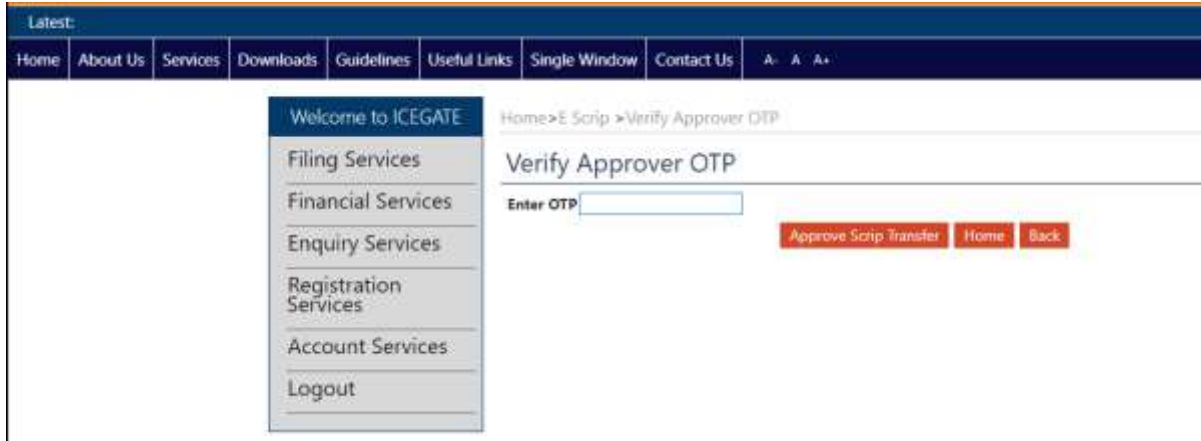 Latest:
Home About Us Services Downloads Guidelines Useful Links Single Window Contact Us A- A A+
Welcome to ICEGATE
Filing Services
Financial Services
Enquiry Services
Registration
Services
Account Services
Logout
Home>E Scrip >Verify Approver OTP
Verify Approver OTP
Enter OTP
Approve Scrip Transfer Home Back